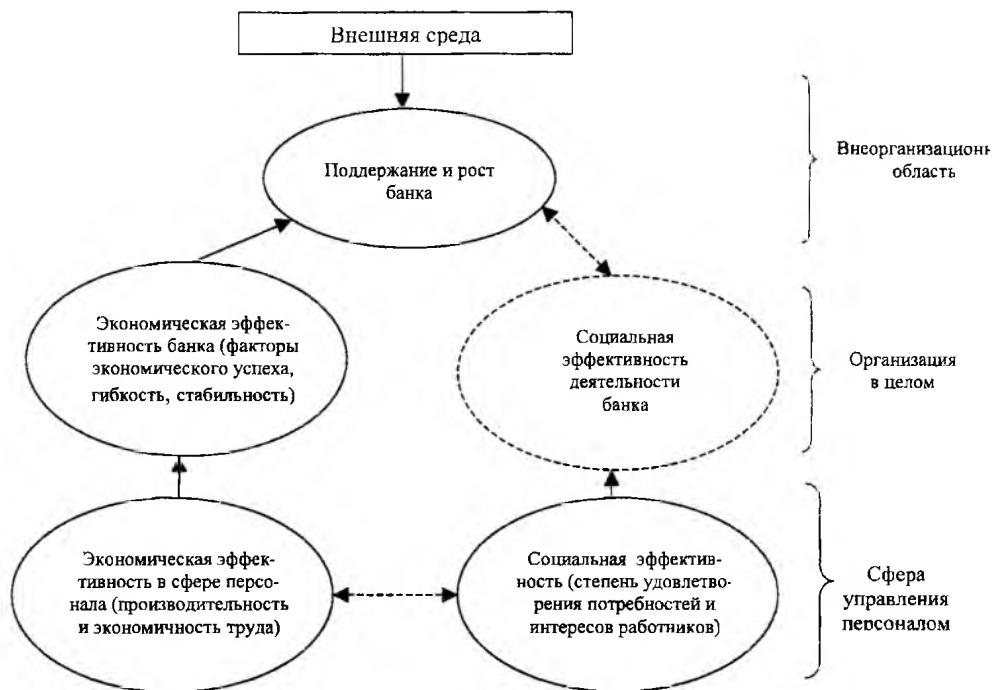 Внешняя среда
Поддержание и рост
банка
Внеорганизационн
область
Экономическая эффек-
тивность банка (факторы
экономического успеха,
гибкость, стабильность)
Социальная
эффективность
деятельности
банка
Организация
в целом
Экономическая эффек-
тивность в сфере персо-
нала (производительность
и экономичность труда)
Социальная эффектив-
ность (степень удовлетво-
рения потребностей и
интересов работников)
Сфера
управления
персоналом